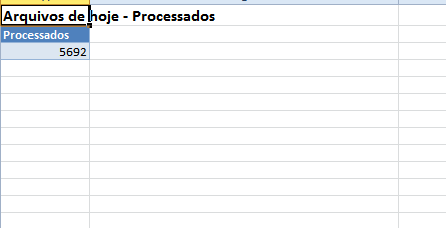 Arquivos de hoje - Processados
Processados
5692